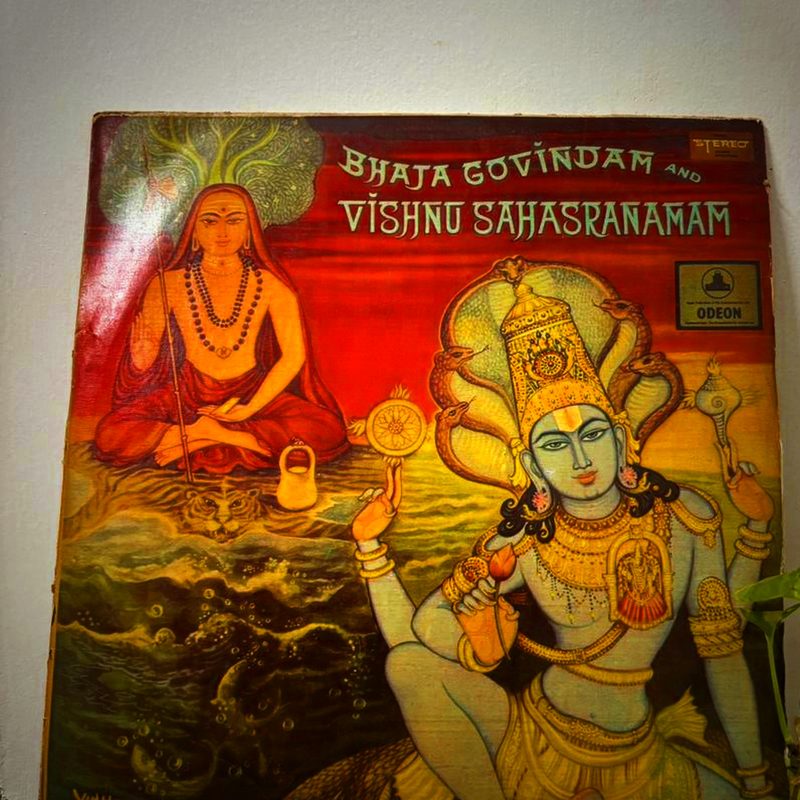 STEREO
BHAJA GOVINDAM AND
VISHNU SAHASRANAMAM
ODEON